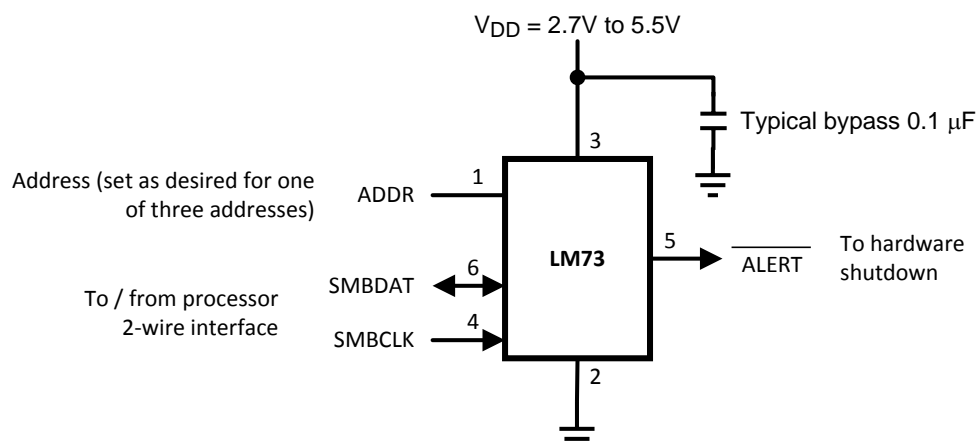 VDD = 2.7V to 5.5V
Typical bypass 0.1 μF
3
Address (set as desired for one
of three addresses)
ADDR
1
LM73
5
ALERT
To hardware
shutdown
To / from processor
2-wire interface
SMBDAT
6
SMBCLK
4
2